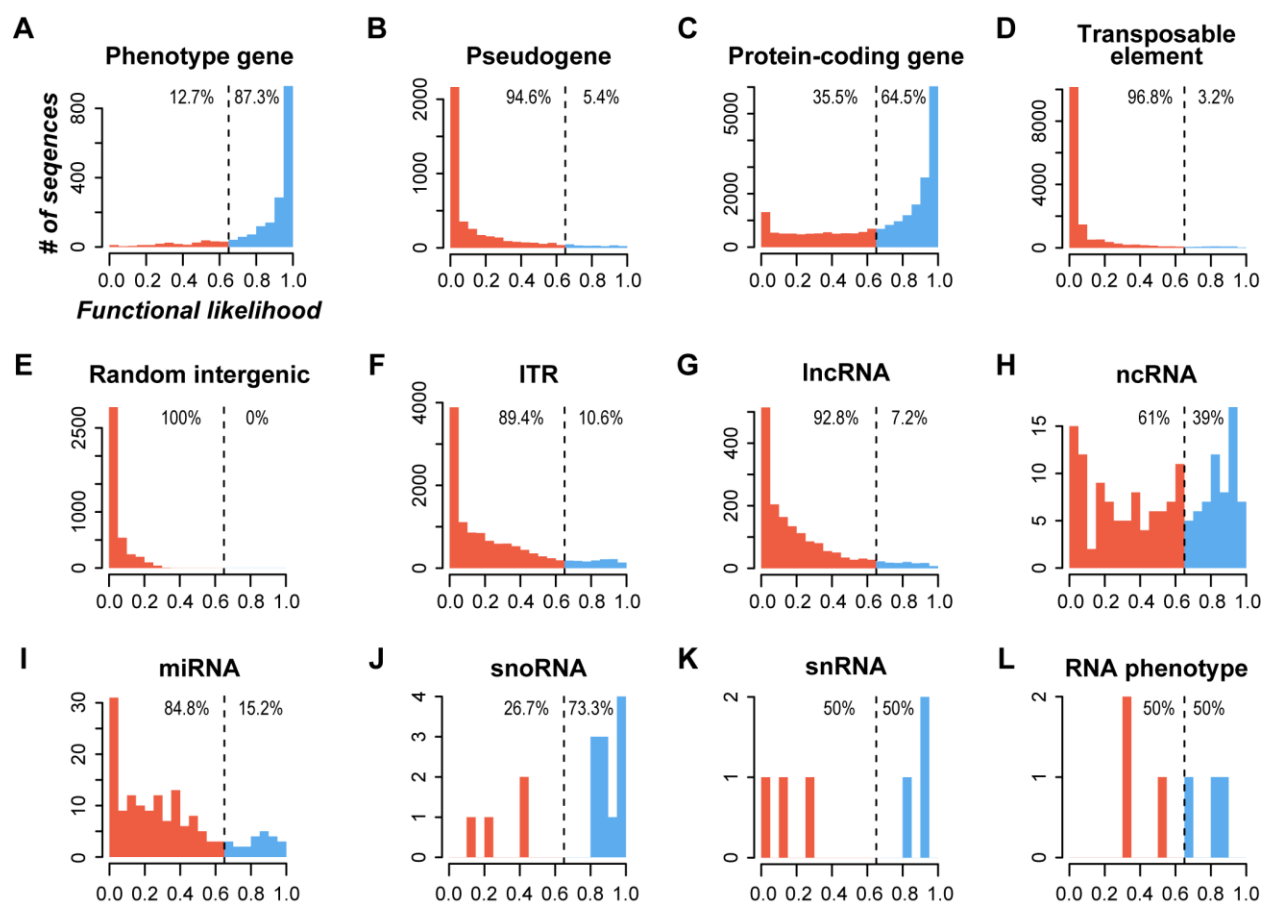 A
Phenotype gene
12.7% 87.3%
# of seqences
0 400 800
0.0 0.2 0.4 0.6 0.8 1.0
Functional likelihood
B
Pseudogene
94.6% 5.4%
0 1000 2000
0.0 0.2 0.4 0.6 0.8 1.0
C
Protein-coding gene
35.5% 64.5%
0 2000 5000
0.0 0.2 0.4 0.6 0.8 1.0
D
Transposable
element
96.8% 3.2%
0 4000 8000
0.0 0.2 0.4 0.6 0.8 1.0
E
Random intergenic
100% 0%
0 1000 2500
0.0 0.2 0.4 0.6 0.8 1.0
F
ITR
89.4% 10.6%
0 2000 4000
0.0 0.2 0.4 0.6 0.8 1.0
G
lncRNA
92.8% 7.2%
0 200 400
0.0 0.2 0.4 0.6 0.8 1.0
H
ncRNA
61% 39%
0 5 10 15
0.0 0.2 0.4 0.6 0.8 1.0
I
miRNA
84.8% 15.2%
0 10 20 30
0.0 0.2 0.4 0.6 0.8 1.0
J
snoRNA
26.7% 73.3%
0 1 2 3 4
0.0 0.2 0.4 0.6 0.8 1.0
K
snRNA
50% 50%
0 1 2
0.0 0.2 0.4 0.6 0.8 1.0
L
RNA phenotype
50% 50%
0 1 2
0.0 0.2 0.4 0.6 0.8 1.0